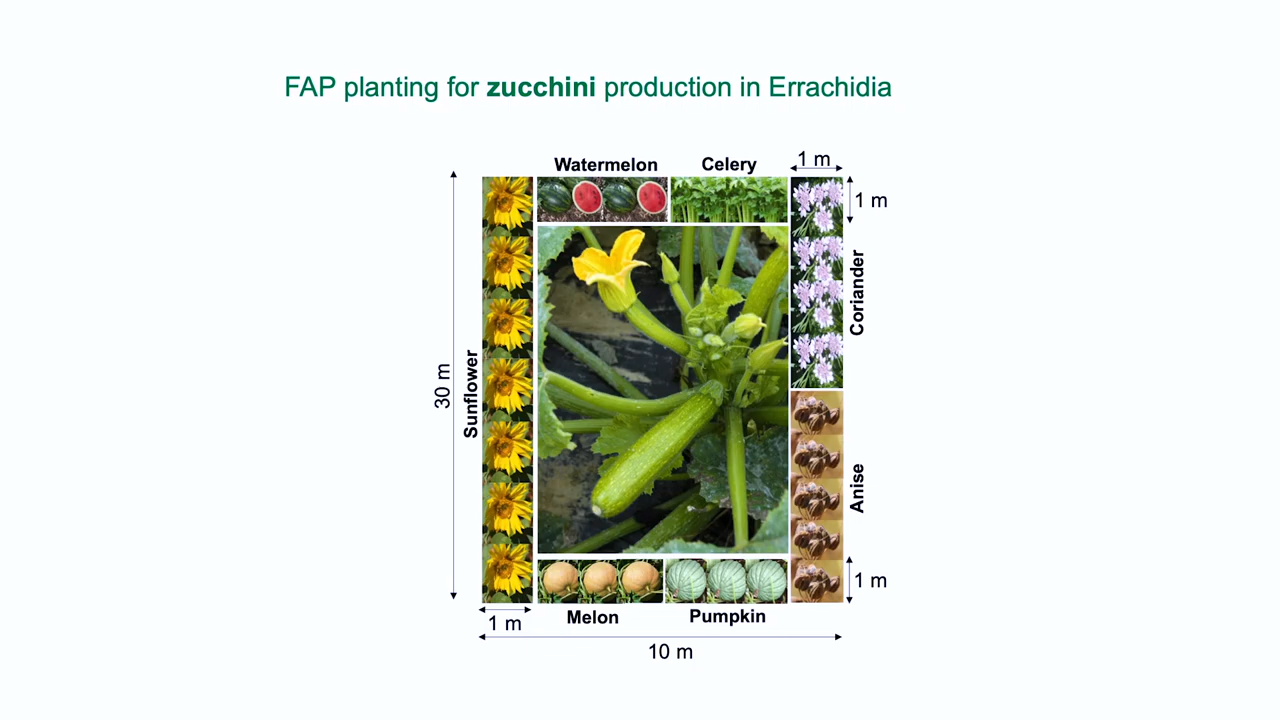 FAP planting for zucchini production in Errachidia
Watermelon
Celery
1 m
1 m
Coriander
30 m
Sunflower
Anise
1 m
1 m
Melon
Pumpkin
10 m